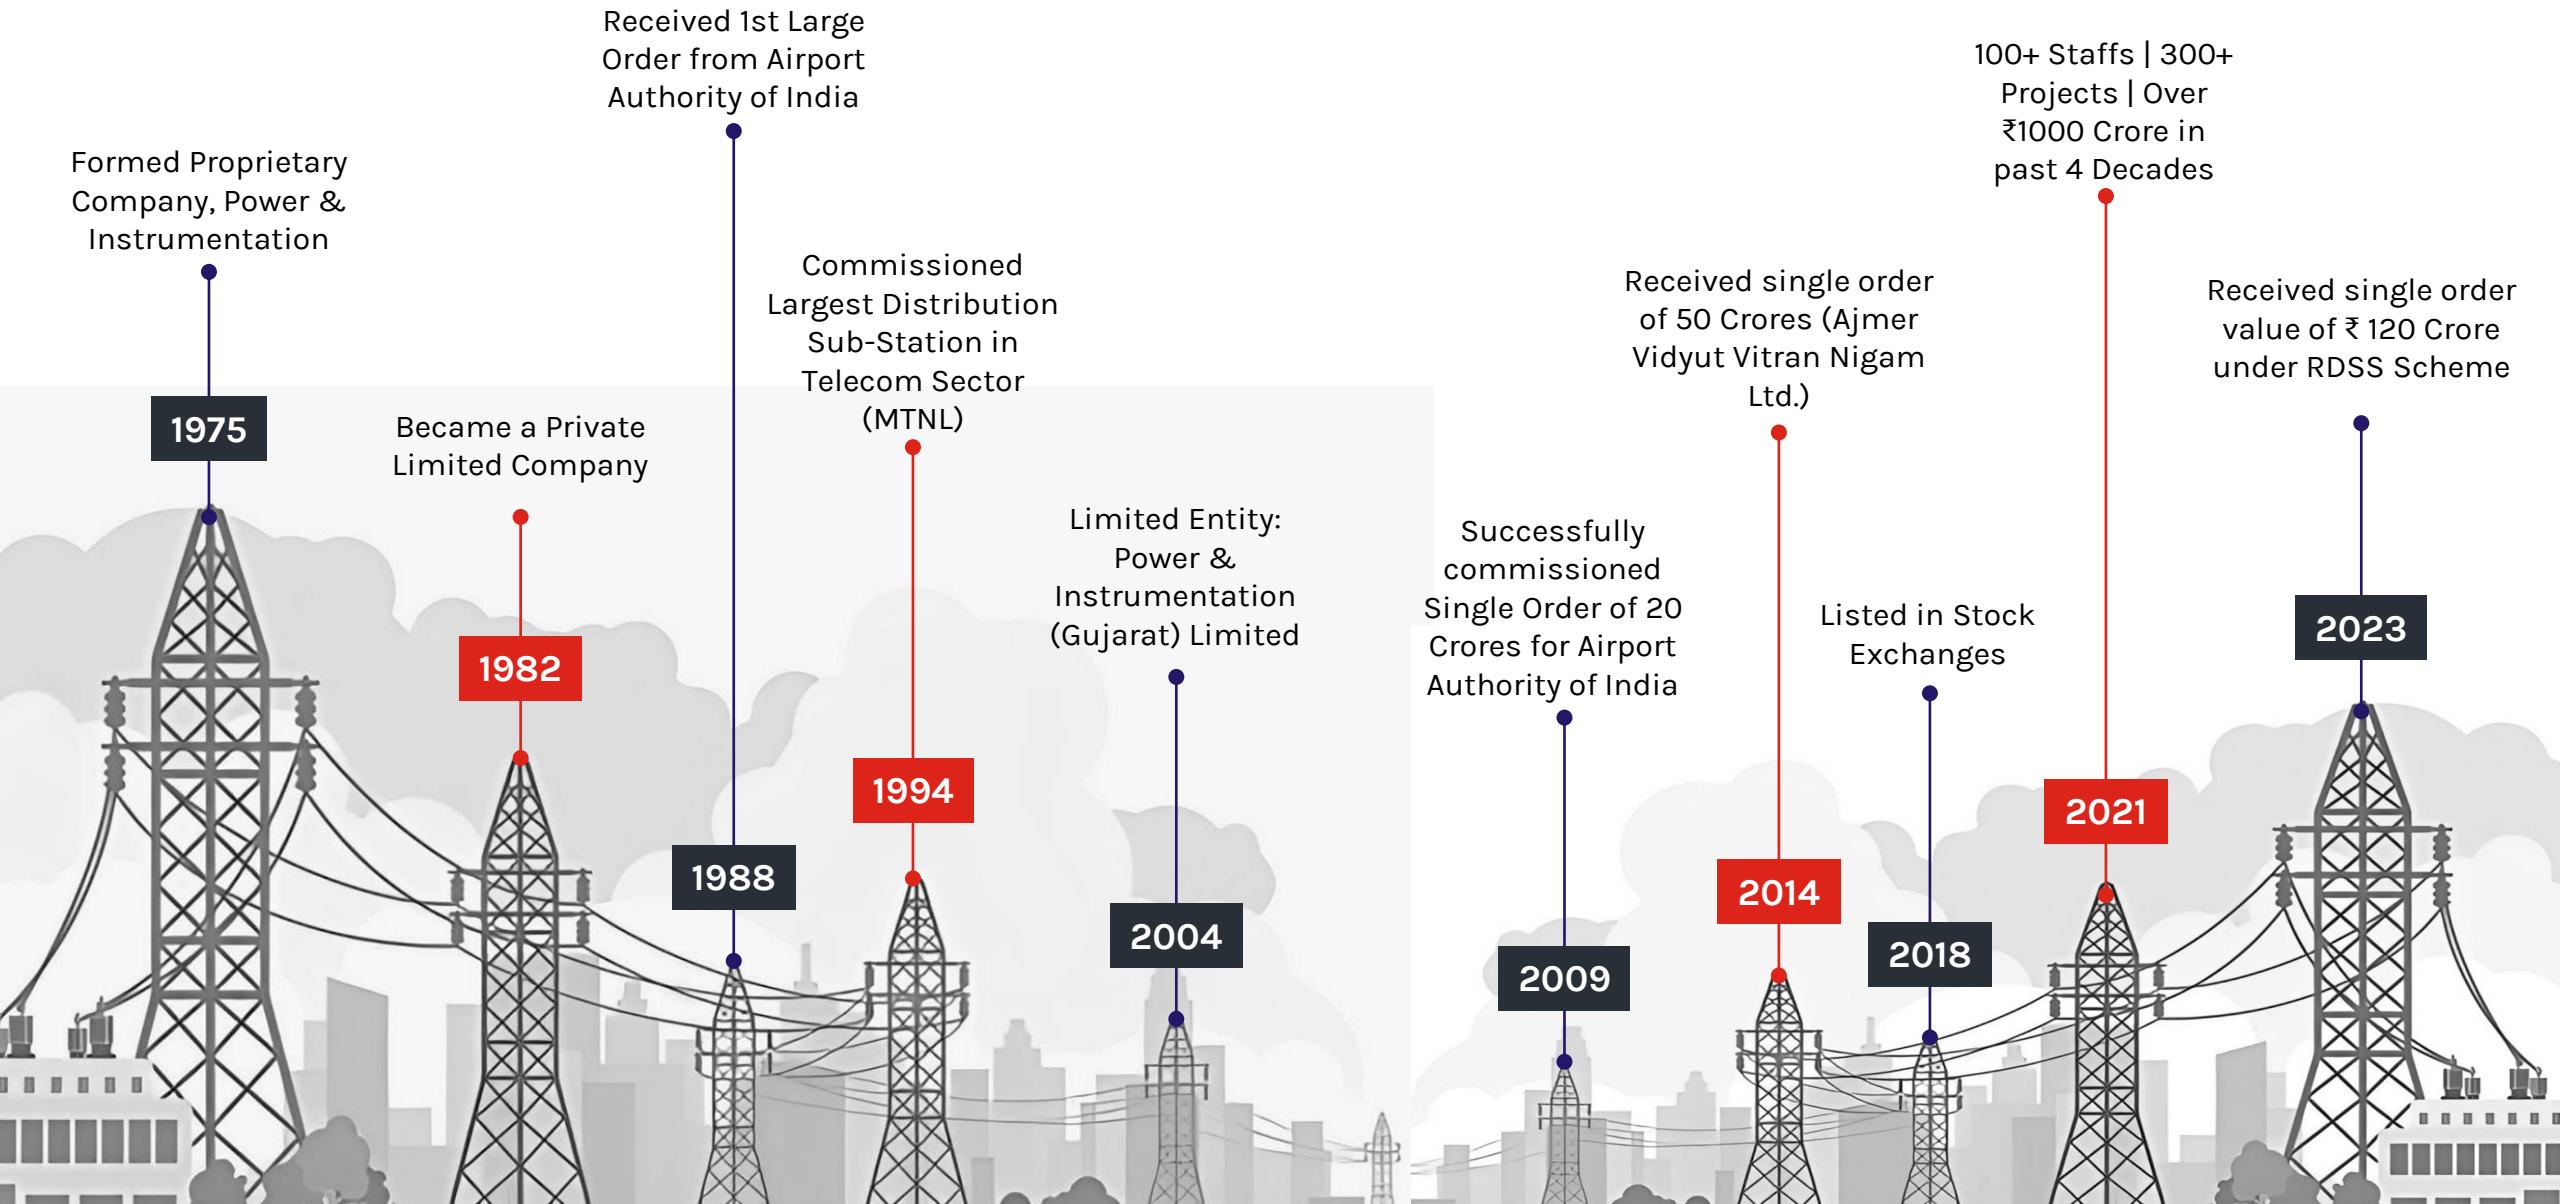 Formed Proprietary
Company, Power &
Instrumentation
1975
Became a Private
Limited Company
1982
Received 1st Large
Order from Airport
Authority of India
1988
Commissioned
Largest Distribution
Sub-Station in
Telecom Sector
(MTNL)
1994
Limited Entity:
Power &
Instrumentation
(Gujarat) Limited
2004
Successfully
commissioned
Single Order of 20
Crores for Airport
Authority of India
2009
Received single order
of 50 Crores (Ajmer
Vidyut Vitran Nigam
Ltd.)
2014
Listed in Stock
Exchanges
2018
100+ Staffs | 300+
Projects | Over
₹1000 Crore in
past 4 Decades
2021
Received single order
value of ₹ 120 Crore
under RDSS Scheme
2023